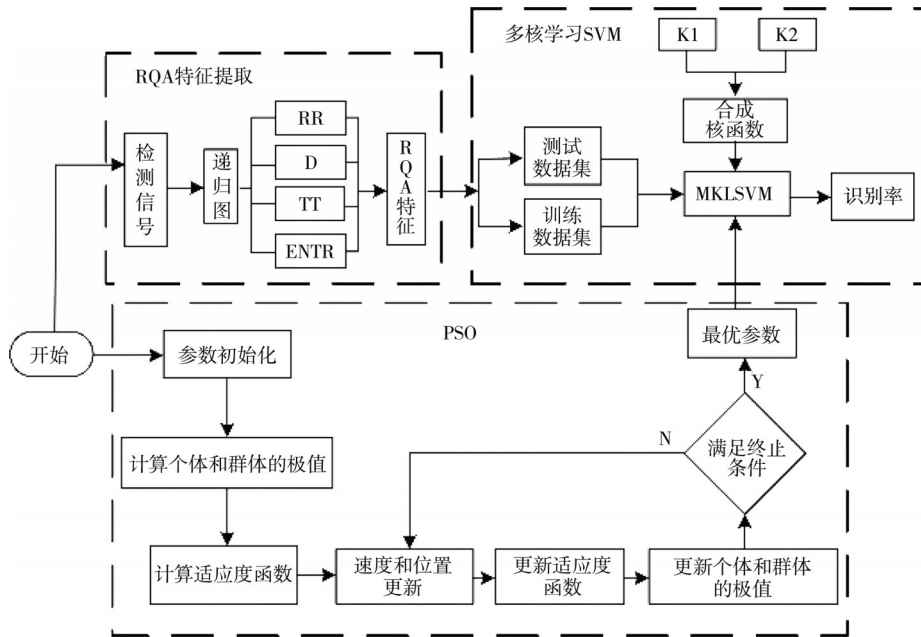 多核学习SVM
K1
K2
合成
核函数
RQA特征提取
检测信号
递归图
RR
D
TT
ENTR
RQA特征
测试
数据集
训练
数据集
MKLSVM
识别率
开始
PSO
参数初始化
计算个体和群体的极值
计算适应度函数
速度和位置
更新
更新适应度
函数
更新个体和群体
的极值
满足终止
条件
N
Y
最优参数